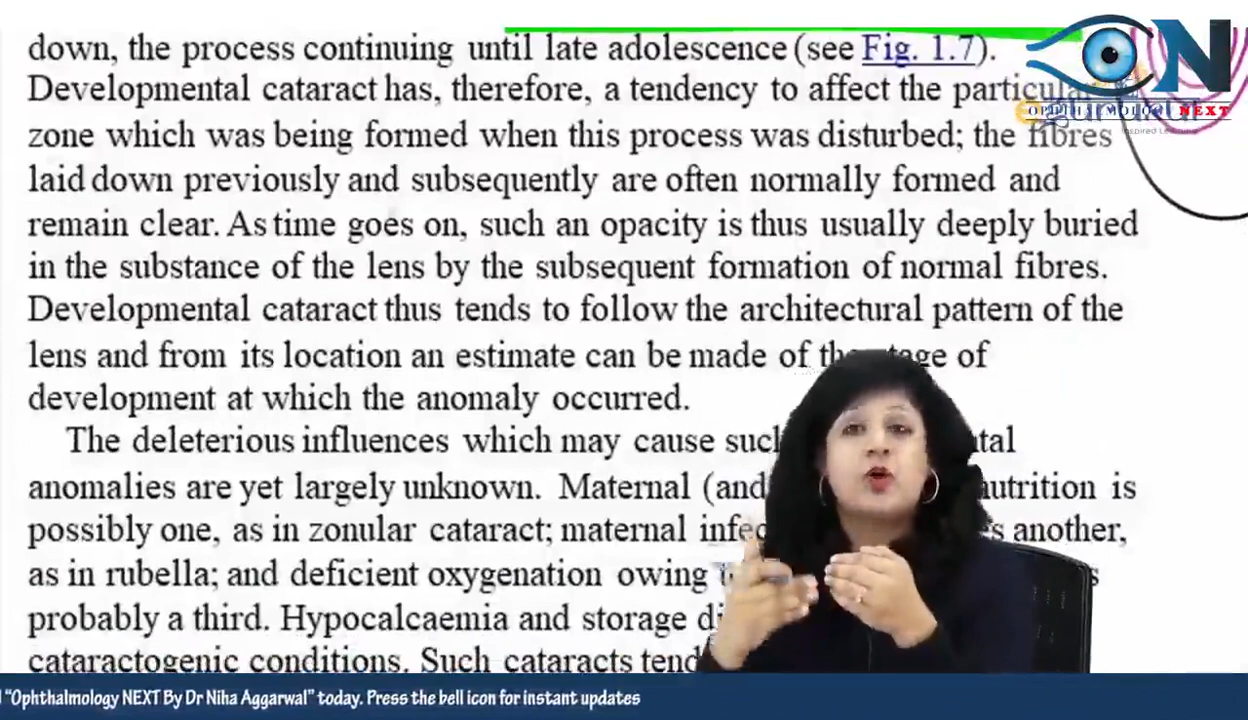 down, the process continuing until late adolescence (see Fig. 1.7).
Developmental cataract has, therefore, a tendency to affect the particular
zone which was being formed when this process was disturbed; the fibres
laid down previously and subsequently are often normally formed and
remain clear. As time goes on, such an opacity is thus usually deeply buried
in the substance of the lens by the subsequent formation of normal fibres.
Developmental cataract thus tends to follow the architectural pattern of the
lens and from its location an estimate can be made of the stage of
development at which the anomaly occurred.
The deleterious influences which may cause such
anomalies are yet largely unknown. Maternal (and nutrition is
possibly one, as in zonular cataract; maternal another,
as in rubella; and deficient oxygenation owing
probably a third. Hypocalcaemia and storage
cataractogenic conditions. Such cataracts tend
ON
OPHTHALMOLOGY NEXT
Inspired Learning
"Ophthalmology NEXT By Dr Niha Aggarwal" today. Press the bell icon for instant updates